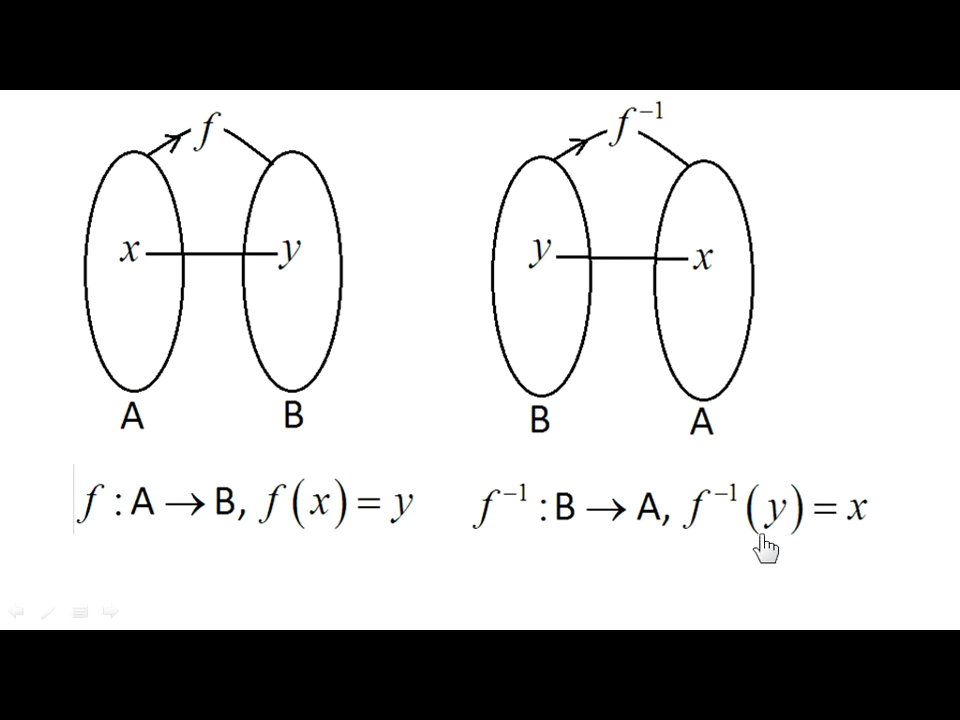 f f⁻¹
x y y x
A B B A
f : A → B, f(x) = y f⁻¹ : B → A, f⁻¹(y) = x